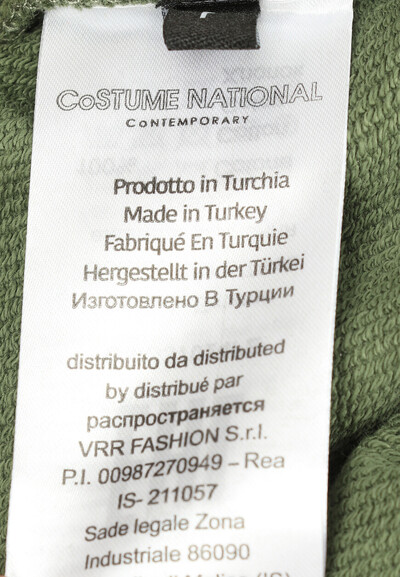 CoSTUME NATIONAL
CoNTEMPORARY
Prodotto in Turchia
Made in Turkey
Fabriqué En Turquie
Hergestellt in der Türkei
Изготовлено В Турции
distribuito da distributed
by distribué par
распространяется
VRR FASHION S.r.l.
P.I. 00987270949 – Rea
IS- 211057
Sade legale Zona
Industriale 86090